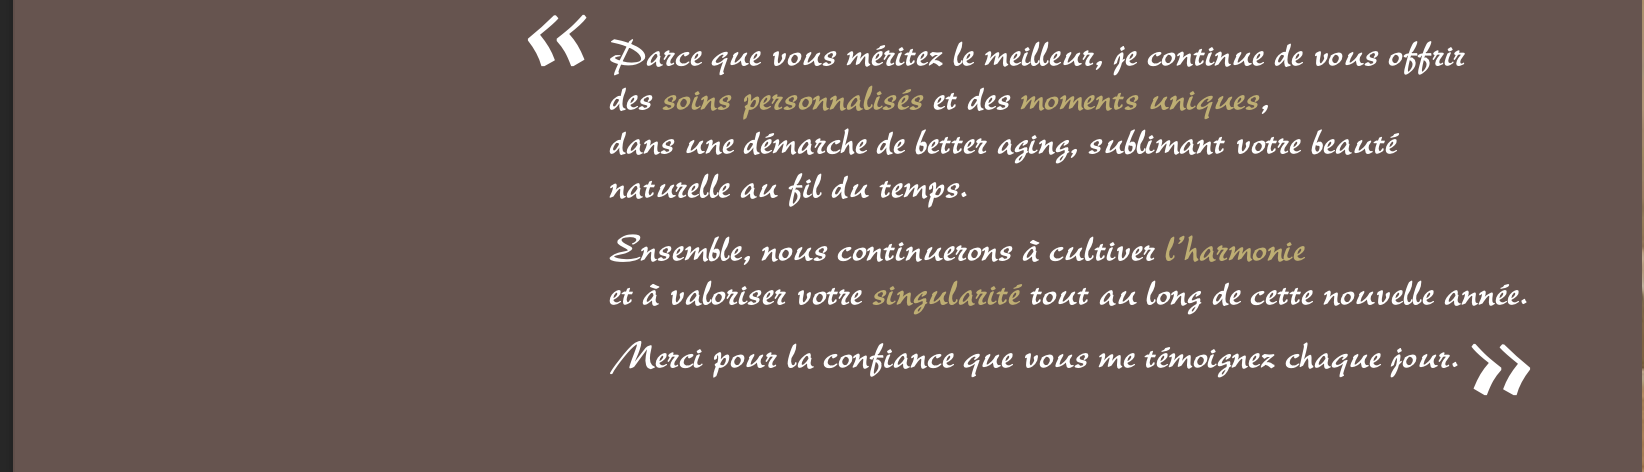 « Parce que vous méritez le meilleur, je continue de vous offrir
des soins personnalisés et des moments uniques,
dans une démarche de better aging, sublimant votre beauté
naturelle au fil du temps.
Ensemble, nous continuerons à cultiver l'harmonie
et à valoriser votre singularité tout au long de cette nouvelle année.
Merci pour la confiance que vous me témoignez chaque jour. »